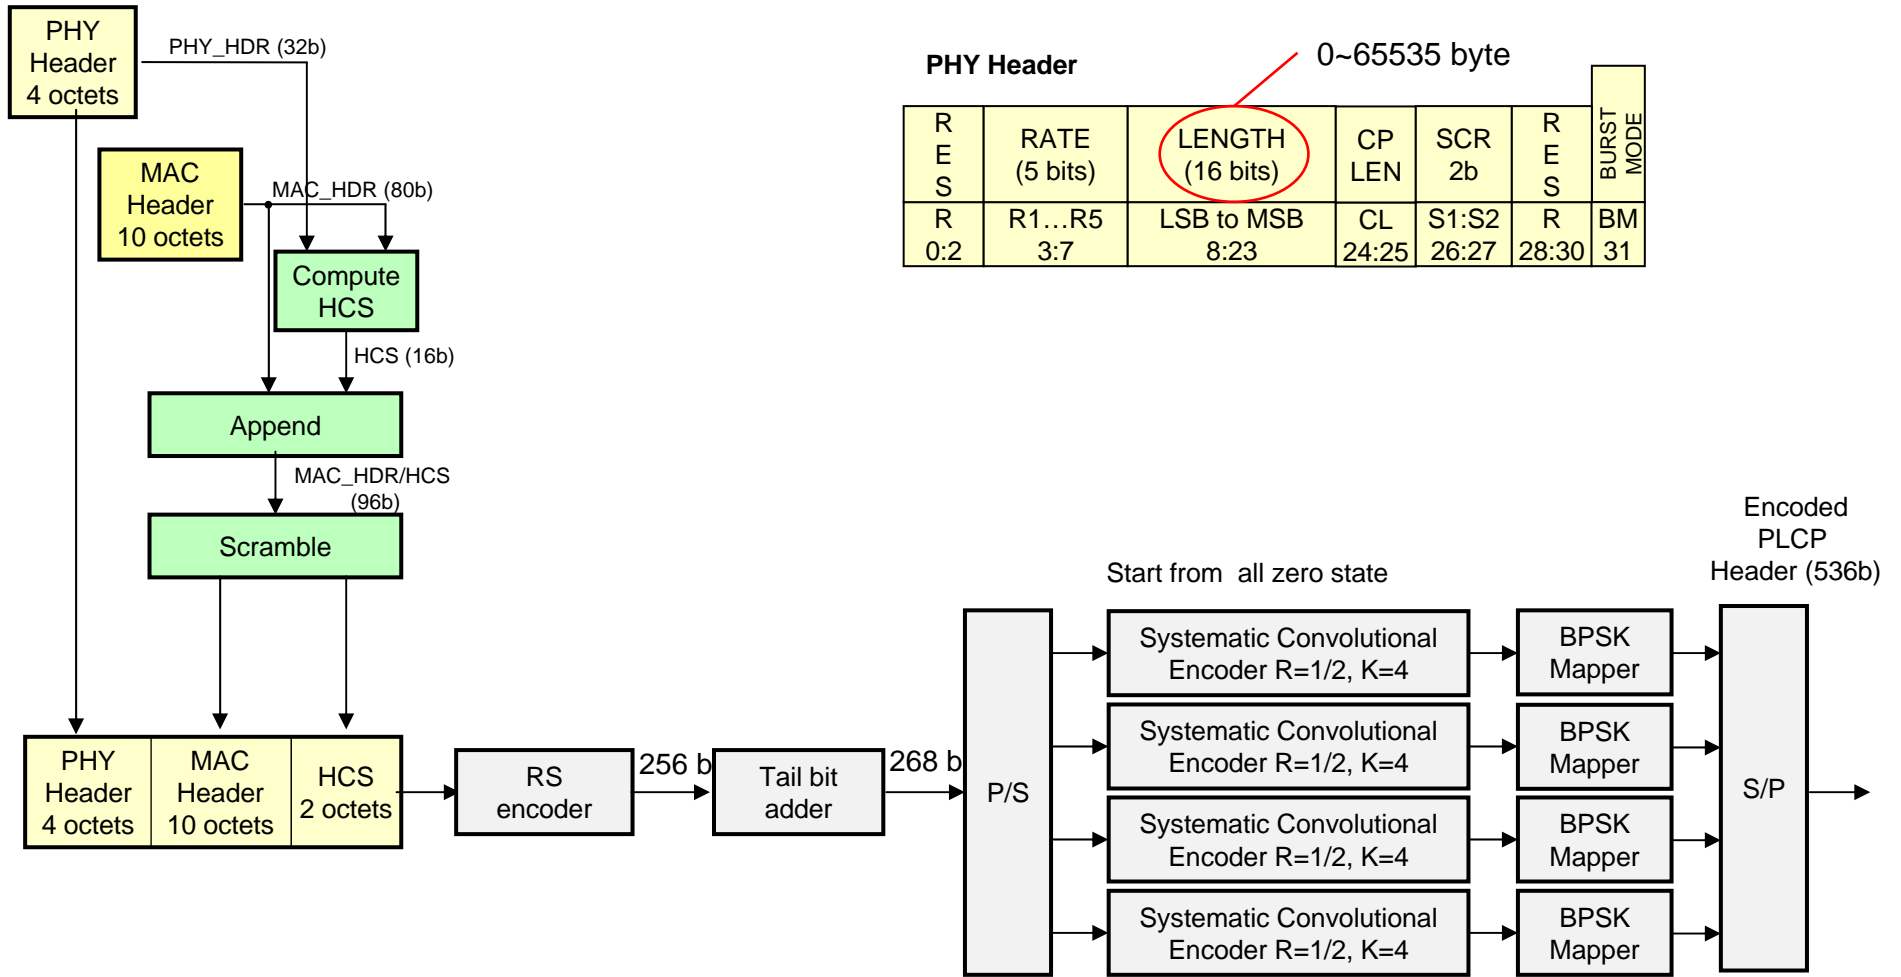 PHY
Header
4 octets
PHY_HDR (32b)
MAC
Header
10 octets
MAC_HDR (80b)
Compute
HCS
HCS (16b)
Append
MAC_HDR/HCS
(96b)
Scramble
PHY
Header
4 octets
MAC
Header
10 octets
HCS
2 octets
RS
encoder
256 b
Tail bit
adder
268 b
P/S
Start from all zero state
Systematic Convolutional
Encoder R=1/2, K=4
Systematic Convolutional
Encoder R=1/2, K=4
Systematic Convolutional
Encoder R=1/2, K=4
Systematic Convolutional
Encoder R=1/2, K=4
BPSK
Mapper
BPSK
Mapper
BPSK
Mapper
BPSK
Mapper
S/P
Encoded
PLCP
Header (536b)
PHY Header
0~65535 byte
R
E
S
RATE
(5 bits)
LENGTH
(16 bits)
CP
LEN
SCR
2b
R
E
S
BURST
MODE
R
0:2
R1…R5
3:7
LSB to MSB
8:23
CL
24:25
S1:S2
26:27
R
28:30
BM
31